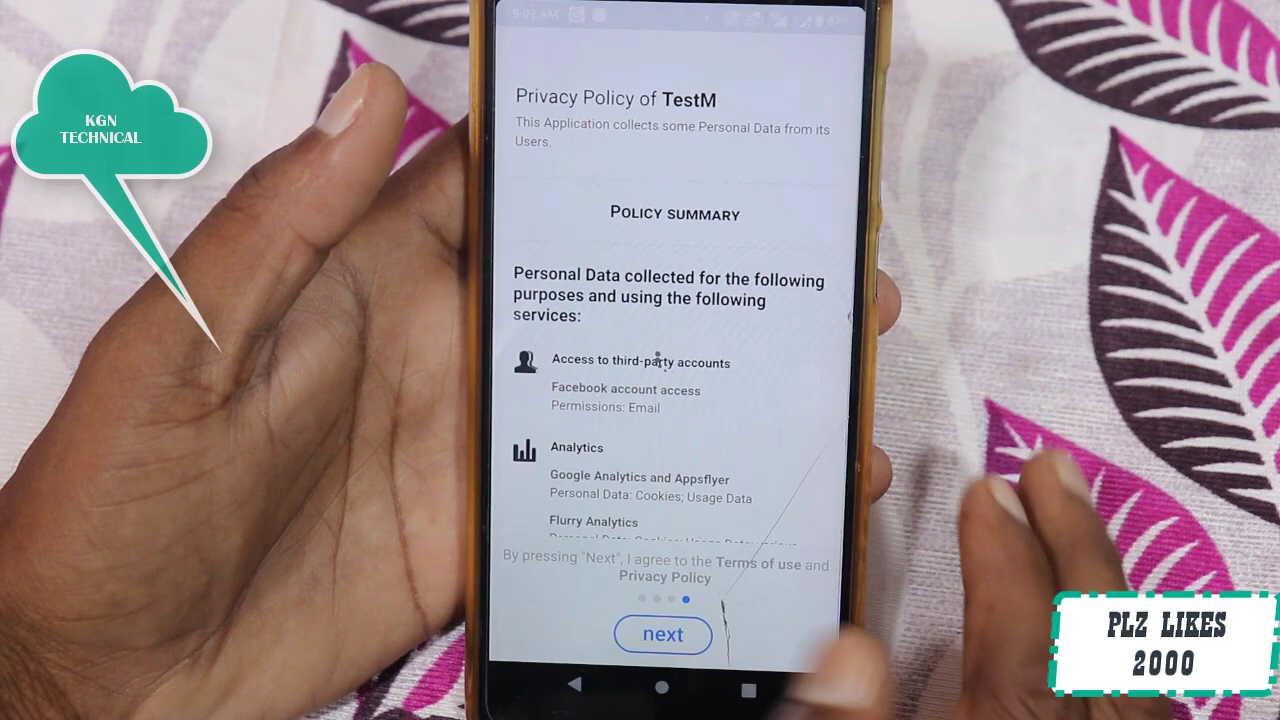 9:09 AM
KGN
TECHNICAL
Privacy Policy of TestM
This Application collects some Personal Data from its
Users.
POLICY SUMMARY
Personal Data collected for the following
purposes and using the following
services:
Access to third-party accounts
Facebook account access
Permissions: Email
Analytics
Google Analytics and Appsflyer
Personal Data: Cookies; Usage Data
Flurry Analytics
By pressing "Next", I agree to the Terms of use and
Privacy Policy
next
PLZ LIKES
2000